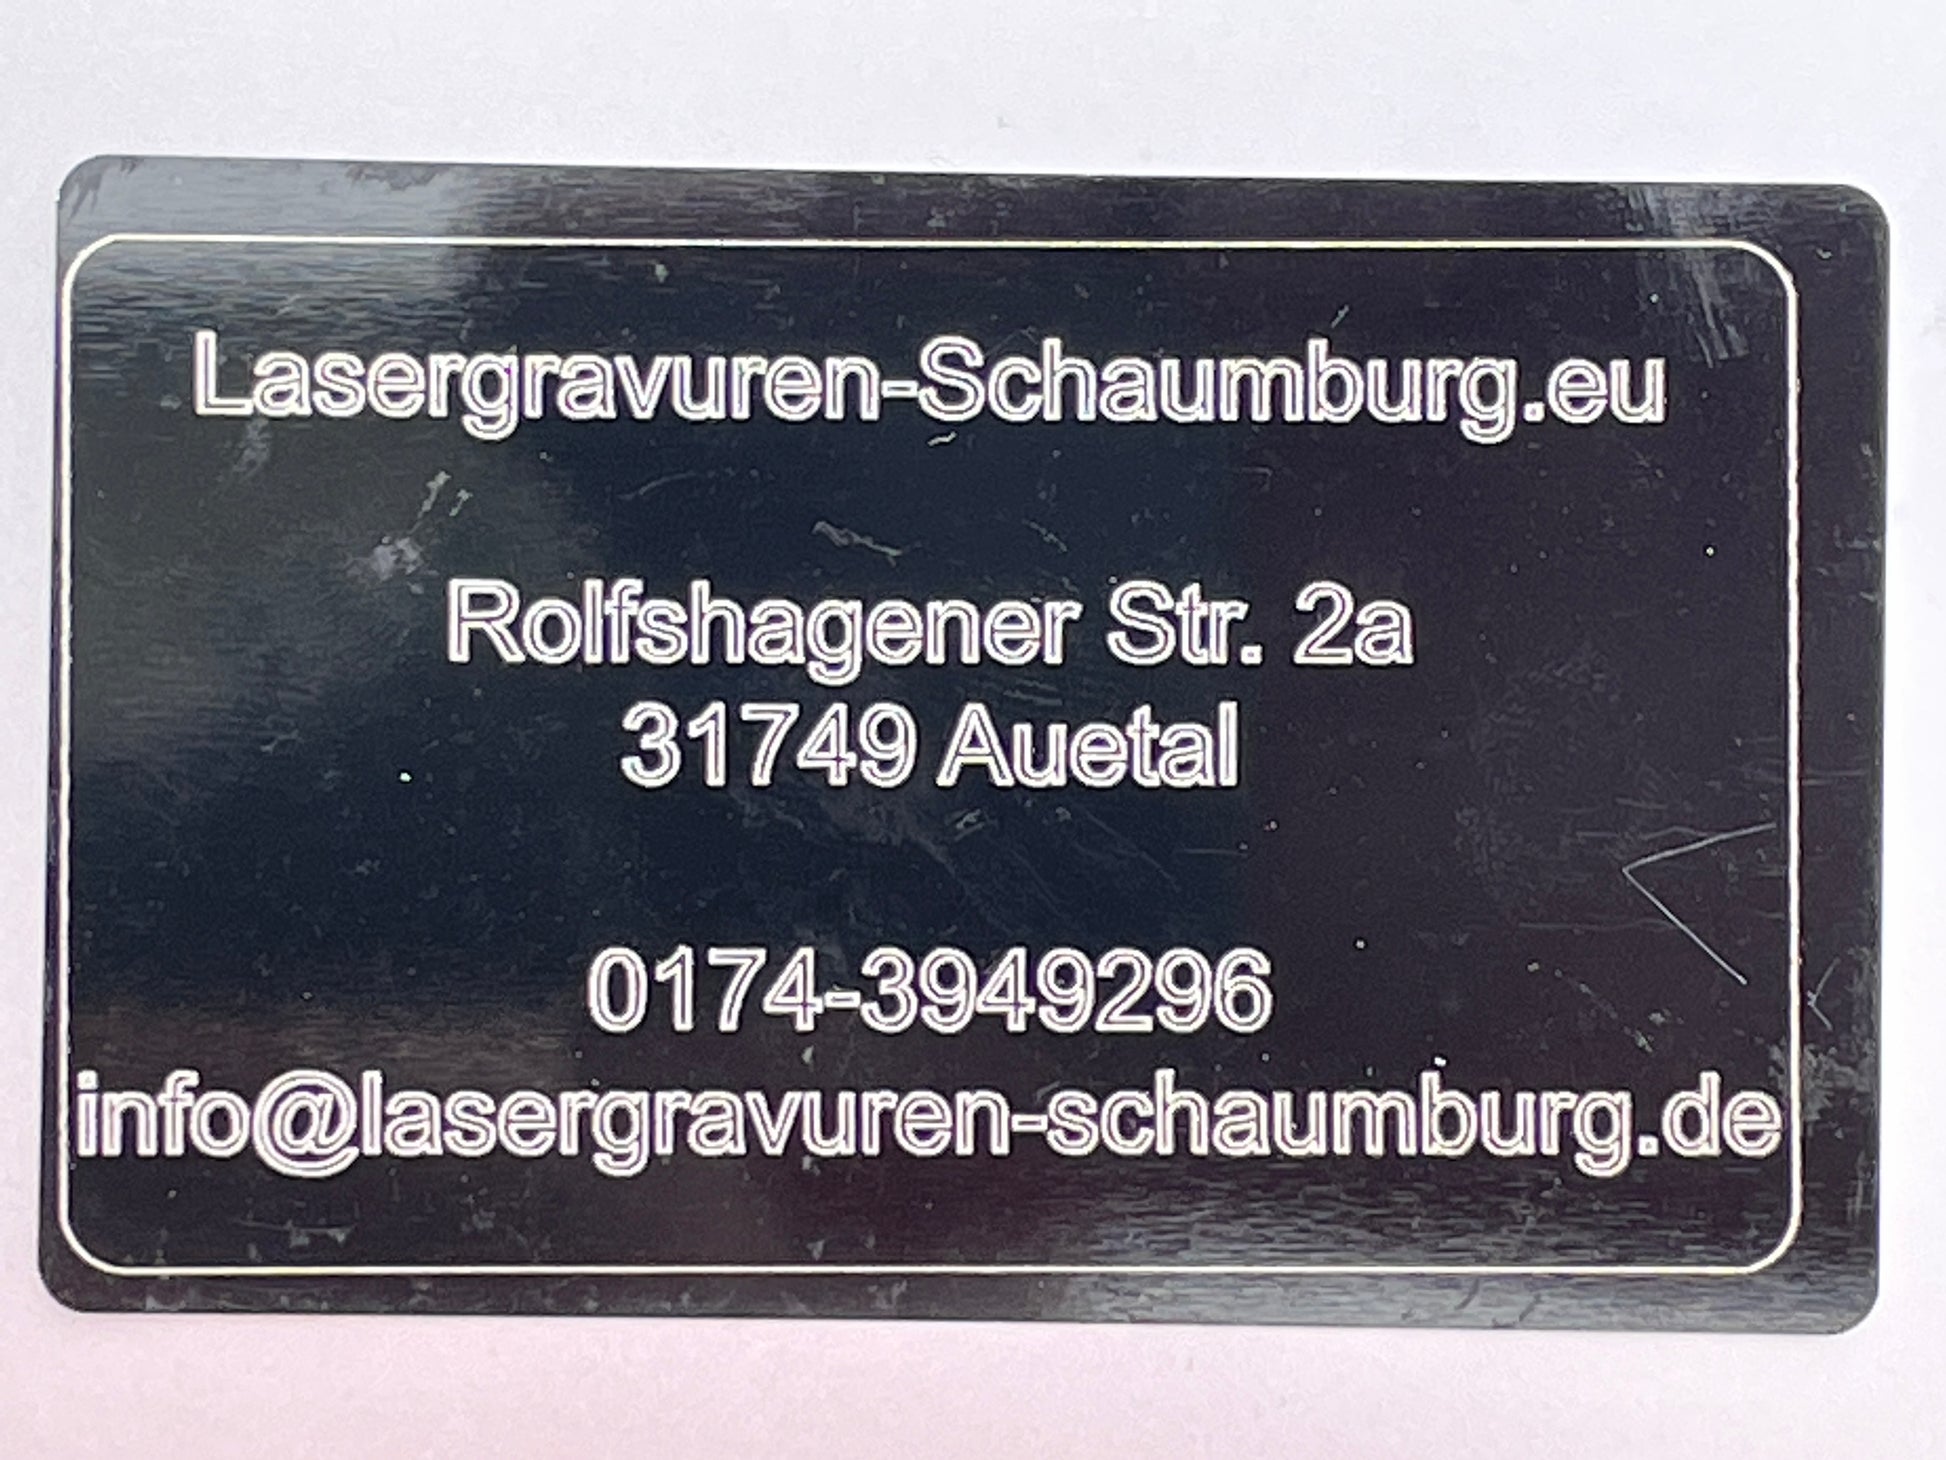 Lasergravuren-Schaumburg.eu
Rolfshagener Str. 2a
31749 Auetal
0174-3949296
info@lasergravuren-schaumburg.de